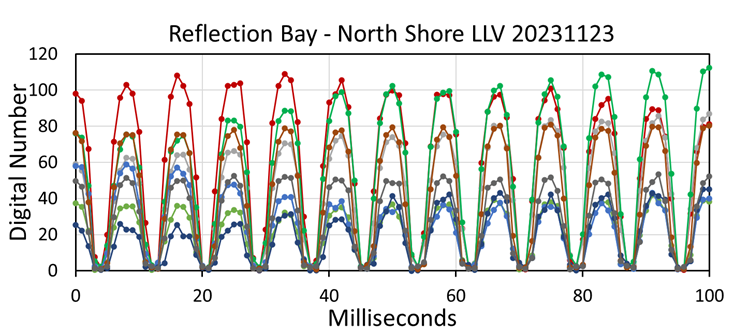 Reflection Bay - North Shore LLV 20231123
120
100
80
60
40
20
0
Digital Number
0 20 40 60 80 100
Milliseconds